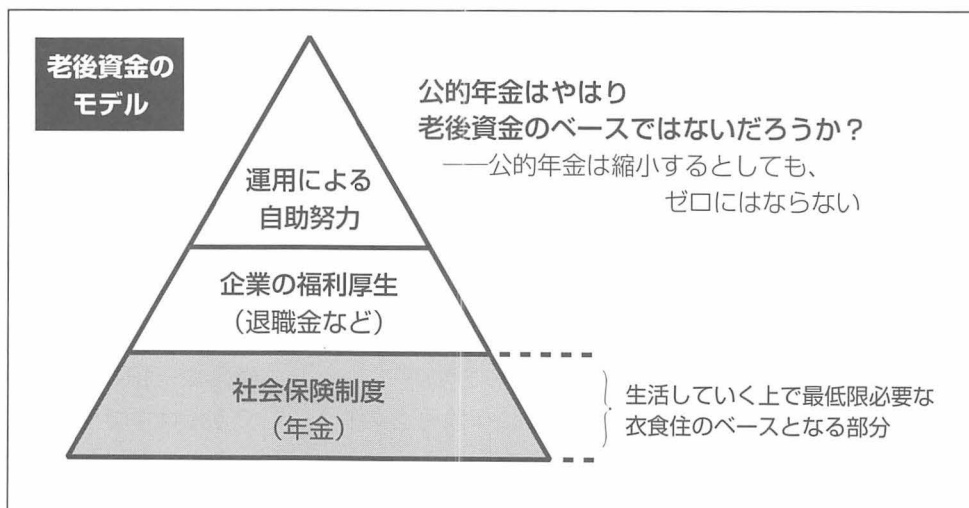 老後資金の
モデル
公的年金はやはり
老後資金のベースではないだろうか？
──公的年金は縮小するとしても、
ゼロにはならない
運用による
自助努力
企業の福利厚生
（退職金など）
社会保険制度
（年金）
生活していく上で最低限必要な
衣食住のベースとなる部分